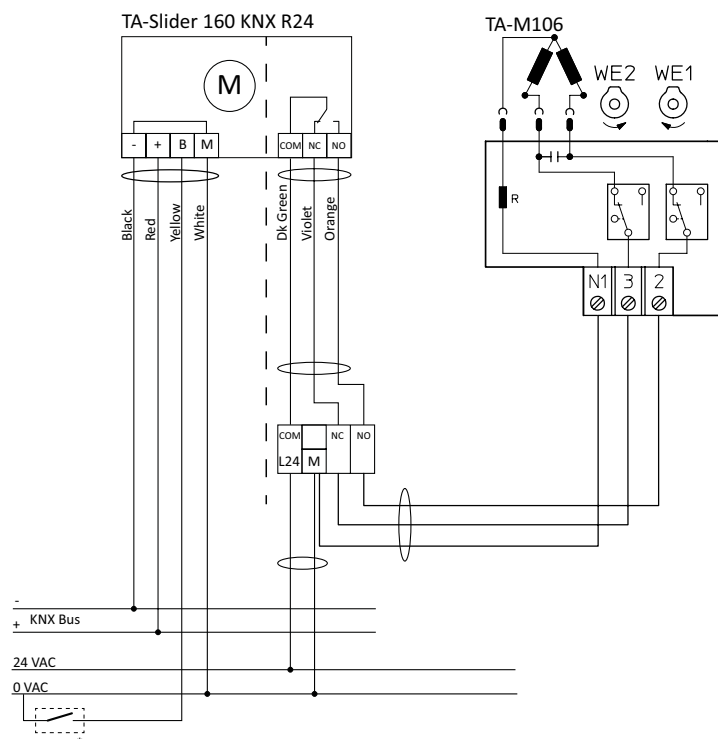 TA-Slider 160 KNX R24
TA-M106
M
WE2 WE1
- + B M
COM NC NO
R
Black
Red
Yellow
White
Dk Green
Violet
Orange
N1 3 2
COM NC NO
L24 M
-
+ KNX Bus
24 VAC
0 VAC